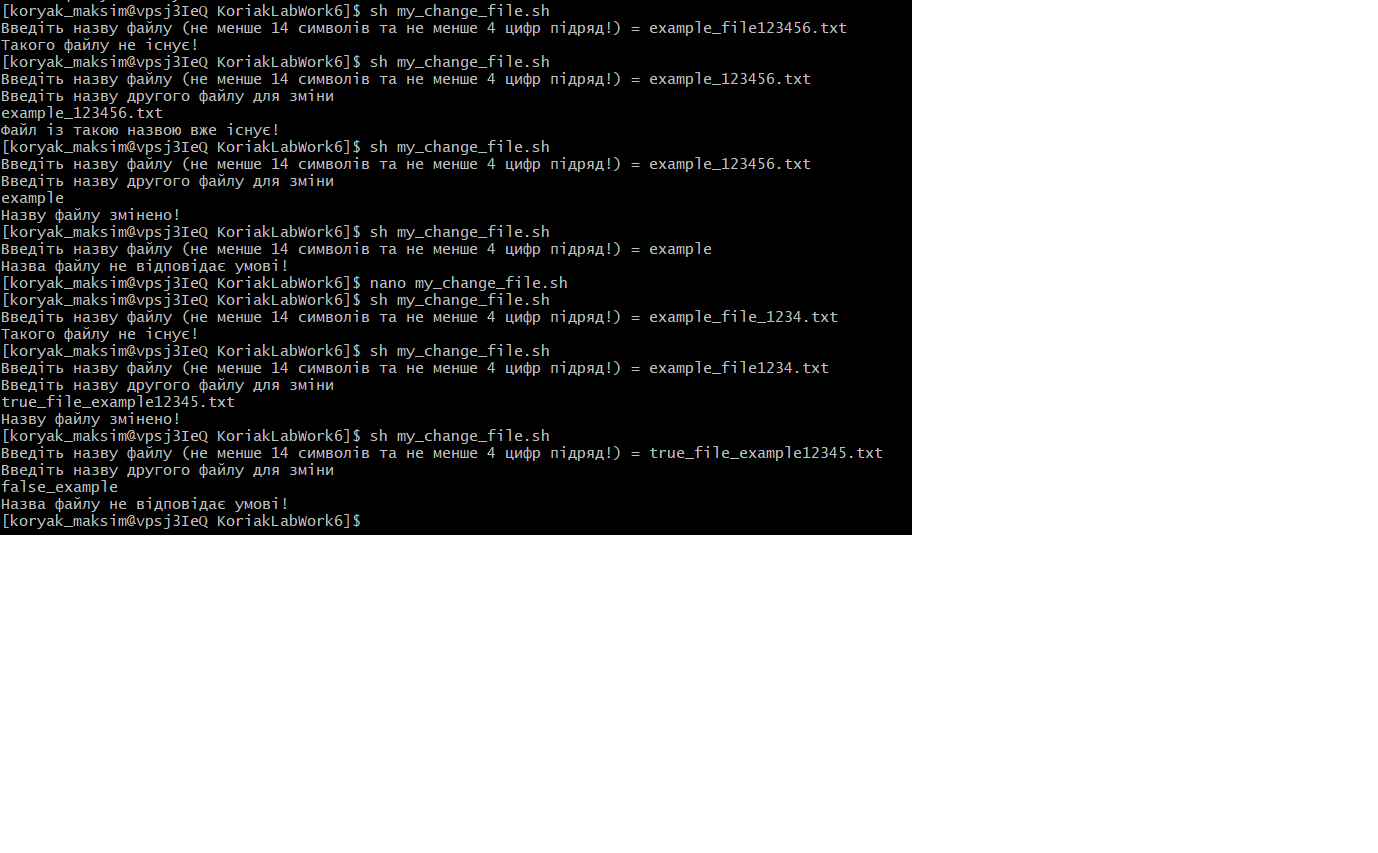 [koryak_maksim@vpsj3IeQ KoriakLabWork6]$ sh my_change_file.sh
Введіть назву файлу (не менше 14 символів та не менше 4 цифр підряд!) = example_file123456.txt
Такого файлу не існує!
[koryak_maksim@vpsj3IeQ KoriakLabWork6]$ sh my_change_file.sh
Введіть назву файлу (не менше 14 символів та не менше 4 цифр підряд!) = example_123456.txt
Введіть назву другого файлу для зміни
example_123456.txt
Файл із такою назвою вже існує!
[koryak_maksim@vpsj3IeQ KoriakLabWork6]$ sh my_change_file.sh
Введіть назву файлу (не менше 14 символів та не менше 4 цифр підряд!) = example_123456.txt
Введіть назву другого файлу для зміни
example
Назву файлу змінено!
[koryak_maksim@vpsj3IeQ KoriakLabWork6]$ sh my_change_file.sh
Введіть назву файлу (не менше 14 символів та не менше 4 цифр підряд!) = example
Назва файлу не відповідає умові!
[koryak_maksim@vpsj3IeQ KoriakLabWork6]$ nano my_change_file.sh
[koryak_maksim@vpsj3IeQ KoriakLabWork6]$ sh my_change_file.sh
Введіть назву файлу (не менше 14 символів та не менше 4 цифр підряд!) = example_file_1234.txt
Такого файлу не існує!
[koryak_maksim@vpsj3IeQ KoriakLabWork6]$ sh my_change_file.sh
Введіть назву файлу (не менше 14 символів та не менше 4 цифр підряд!) = example_file1234.txt
Введіть назву другого файлу для зміни
true_file_example12345.txt
Назву файлу змінено!
[koryak_maksim@vpsj3IeQ KoriakLabWork6]$ sh my_change_file.sh
Введіть назву файлу (не менше 14 символів та не менше 4 цифр підряд!) = true_file_example12345.txt
Введіть назву другого файлу для зміни
false_example
Назва файлу не відповідає умові!
[koryak_maksim@vpsj3IeQ KoriakLabWork6]$